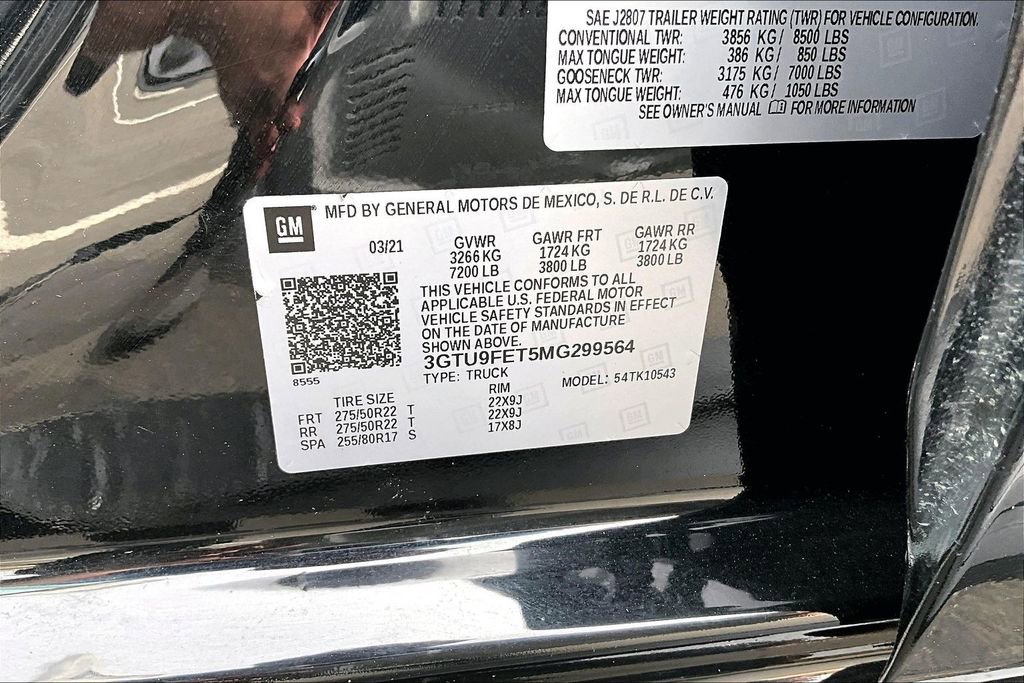 SAE J2807 TRAILER WEIGHT RATING (TWR) FOR VEHICLE CONFIGURATION.
CONVENTIONAL TWR: 3856 KG / 8500 LBS
MAX TONGUE WEIGHT: 386 KG / 850 LBS
GOOSENECK TWR: 3175 KG / 7000 LBS
MAX TONGUE WEIGHT: 476 KG / 1050 LBS
SEE OWNER'S MANUAL FOR MORE INFORMATION
GM MFD BY GENERAL MOTORS DE MEXICO, S. DE R.L. DE C.V.
03/21 GVWR GAWR FRT GAWR RR
3266 KG 1724 KG 1724 KG
7200 LB 3800 LB 3800 LB
THIS VEHICLE CONFORMS TO ALL
APPLICABLE U.S. FEDERAL MOTOR
VEHICLE SAFETY STANDARDS IN EFFECT
ON THE DATE OF MANUFACTURE
SHOWN ABOVE.
3GTU9FET5MG299564
8555
TYPE: TRUCK MODEL: 54TK10543
TIRE SIZE RIM
FRT 275/50R22 T 22X9J
RR 275/50R22 T 22X9J
SPA 255/80R17 S 17X8J